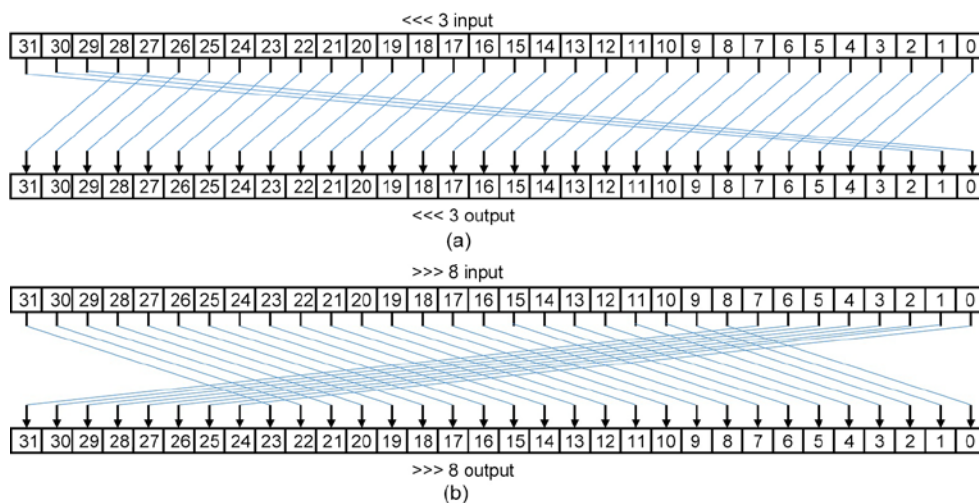 <<< 3 input
31 30 29 28 27 26 25 24 23 22 21 20 19 18 17 16 15 14 13 12 11 10 9 8 7 6 5 4 3 2 1 0
31 30 29 28 27 26 25 24 23 22 21 20 19 18 17 16 15 14 13 12 11 10 9 8 7 6 5 4 3 2 1 0
<<< 3 output
(a)
>>> 8 input
31 30 29 28 27 26 25 24 23 22 21 20 19 18 17 16 15 14 13 12 11 10 9 8 7 6 5 4 3 2 1 0
31 30 29 28 27 26 25 24 23 22 21 20 19 18 17 16 15 14 13 12 11 10 9 8 7 6 5 4 3 2 1 0
>>> 8 output
(b)